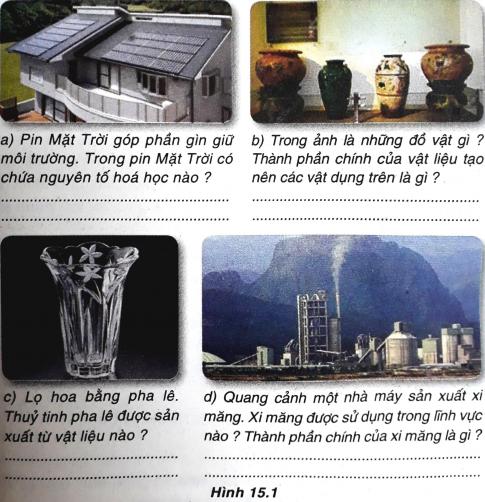 a) Pin Mặt Trời góp phần gìn giữ
môi trường. Trong pin Mặt Trời có
chứa nguyên tố hoá học nào ?
b) Trong ảnh là những đồ vật gì ?
Thành phần chính của vật liệu tạo
nên các vật dụng trên là gì ?
c) Lọ hoa bằng pha lê.
Thuỷ tinh pha lê được sản
xuất từ vật liệu nào ?
d) Quang cảnh một nhà máy sản xuất xi
măng. Xi măng được sử dụng trong lĩnh vực
nào ? Thành phần chính của xi măng là gì ?
Hình 15.1